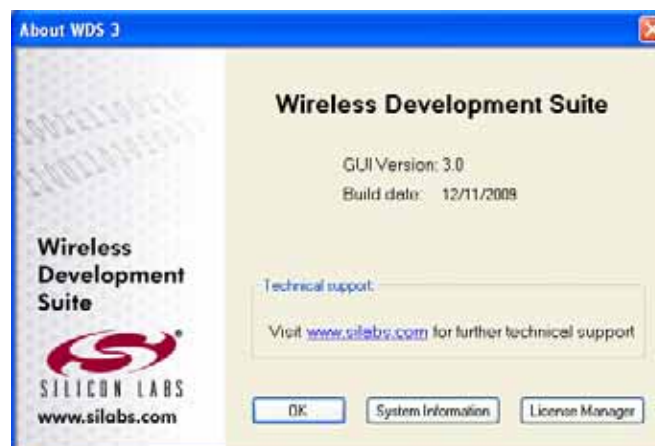 About WDS 3
Wireless Development Suite
GUI Version: 3.0
Build date: 12/11/2009
Wireless
Development
Suite
SILICON LABS
www.silabs.com
Technical support
Visit www.silabs.com for further technical support
OK
System Information
License Manager